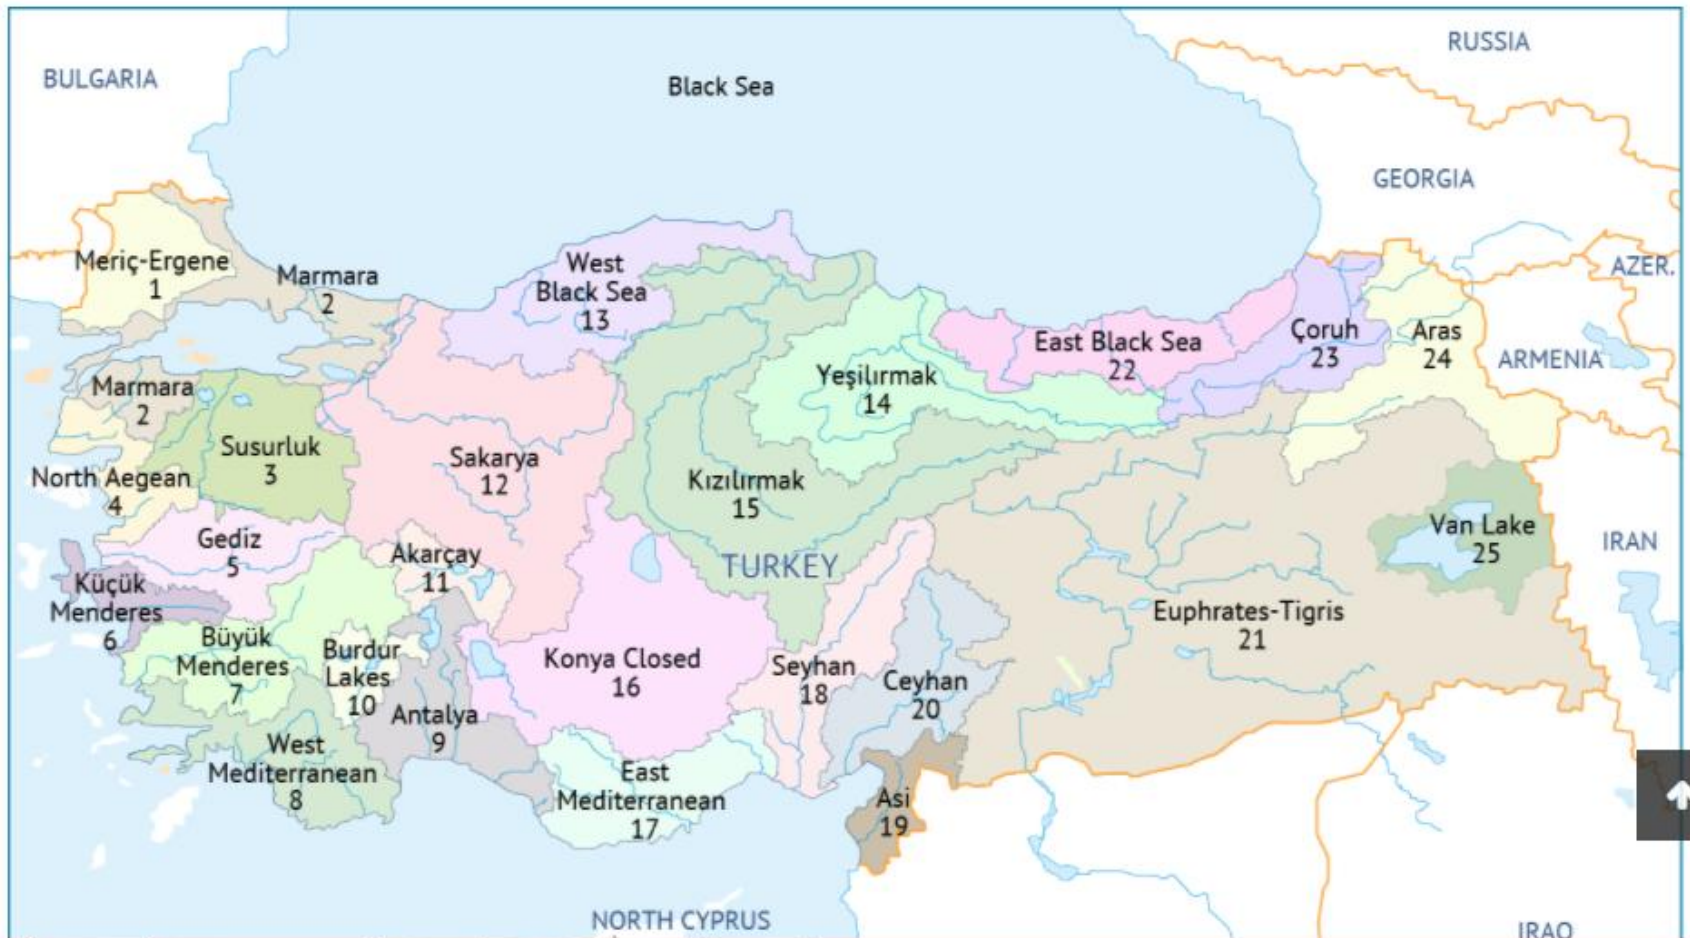 RUSSIA
BULGARIA
Black Sea
GEORGIA
Meriç-Ergene
1
Marmara
2
West
Black Sea
13
AZER.
East Black Sea
22
Çoruh
23
Aras
24
ARMENIA
Marmara
2
Yeşilırmak
14
Susurluk
3
Sakarya
12
North Aegean
4
Kızılırmak
15
Van Lake
25
IRAN
Gediz
5
Akarçay
11
TURKEY
Küçük
Menderes
6
Euphrates-Tigris
21
Büyük
Menderes
7
Burdur
Lakes
10
Konya Closed
16
Seyhan
18
Ceyhan
20
Antalya
9
West
Mediterranean
8
East
Mediterranean
17
Asi
19
NORTH CYPRUS
IRAQ